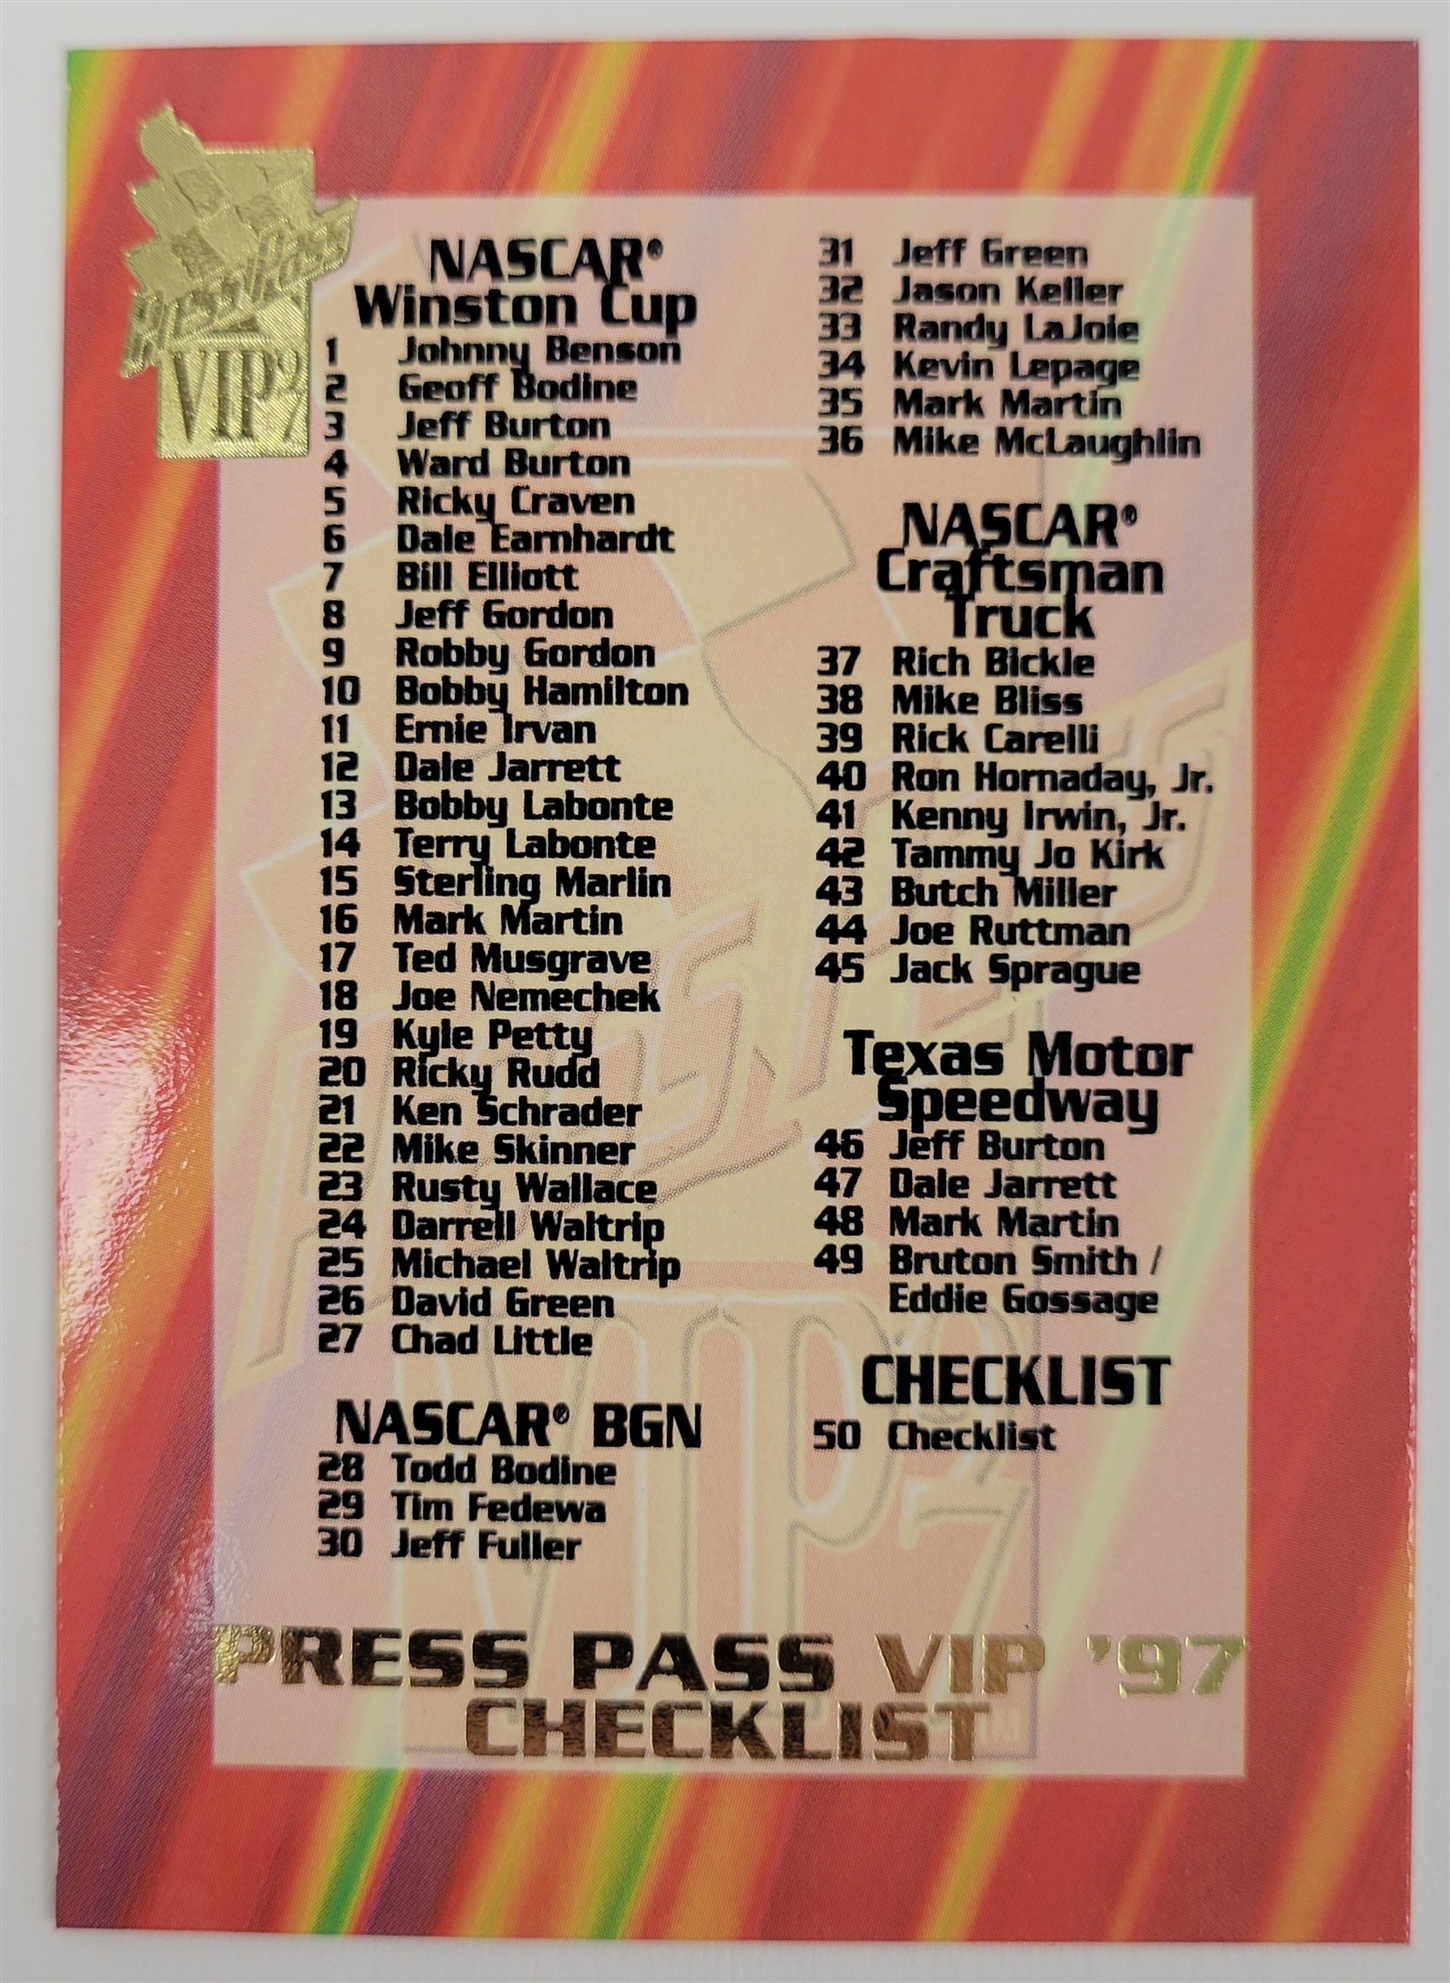 Press Pass
VIP 97
NASCAR®
Winston Cup
1 Johnny Benson
2 Geoff Bodine
3 Jeff Burton
4 Ward Burton
5 Ricky Craven
6 Dale Earnhardt
7 Bill Elliott
8 Jeff Gordon
9 Robby Gordon
10 Bobby Hamilton
11 Ernie Irvan
12 Dale Jarrett
13 Bobby Labonte
14 Terry Labonte
15 Sterling Marlin
16 Mark Martin
17 Ted Musgrave
18 Joe Nemechek
19 Kyle Petty
20 Ricky Rudd
21 Ken Schrader
22 Mike Skinner
23 Rusty Wallace
24 Darrell Waltrip
25 Michael Waltrip
26 David Green
27 Chad Little
NASCAR® BGN
28 Todd Bodine
29 Tim Fedewa
30 Jeff Fuller
31 Jeff Green
32 Jason Keller
33 Randy LaJoie
34 Kevin Lepage
35 Mark Martin
36 Mike McLaughlin
NASCAR®
Craftsman
Truck
37 Rich Bickle
38 Mike Bliss
39 Rick Carelli
40 Ron Hornaday, Jr.
41 Kenny Irwin, Jr.
42 Tammy Jo Kirk
43 Butch Miller
44 Joe Ruttman
45 Jack Sprague
Texas Motor
Speedway
46 Jeff Burton
47 Dale Jarrett
48 Mark Martin
49 Bruton Smith /
Eddie Gossage
CHECKLIST
50 Checklist
PRESS PASS VIP '97
CHECKLIST